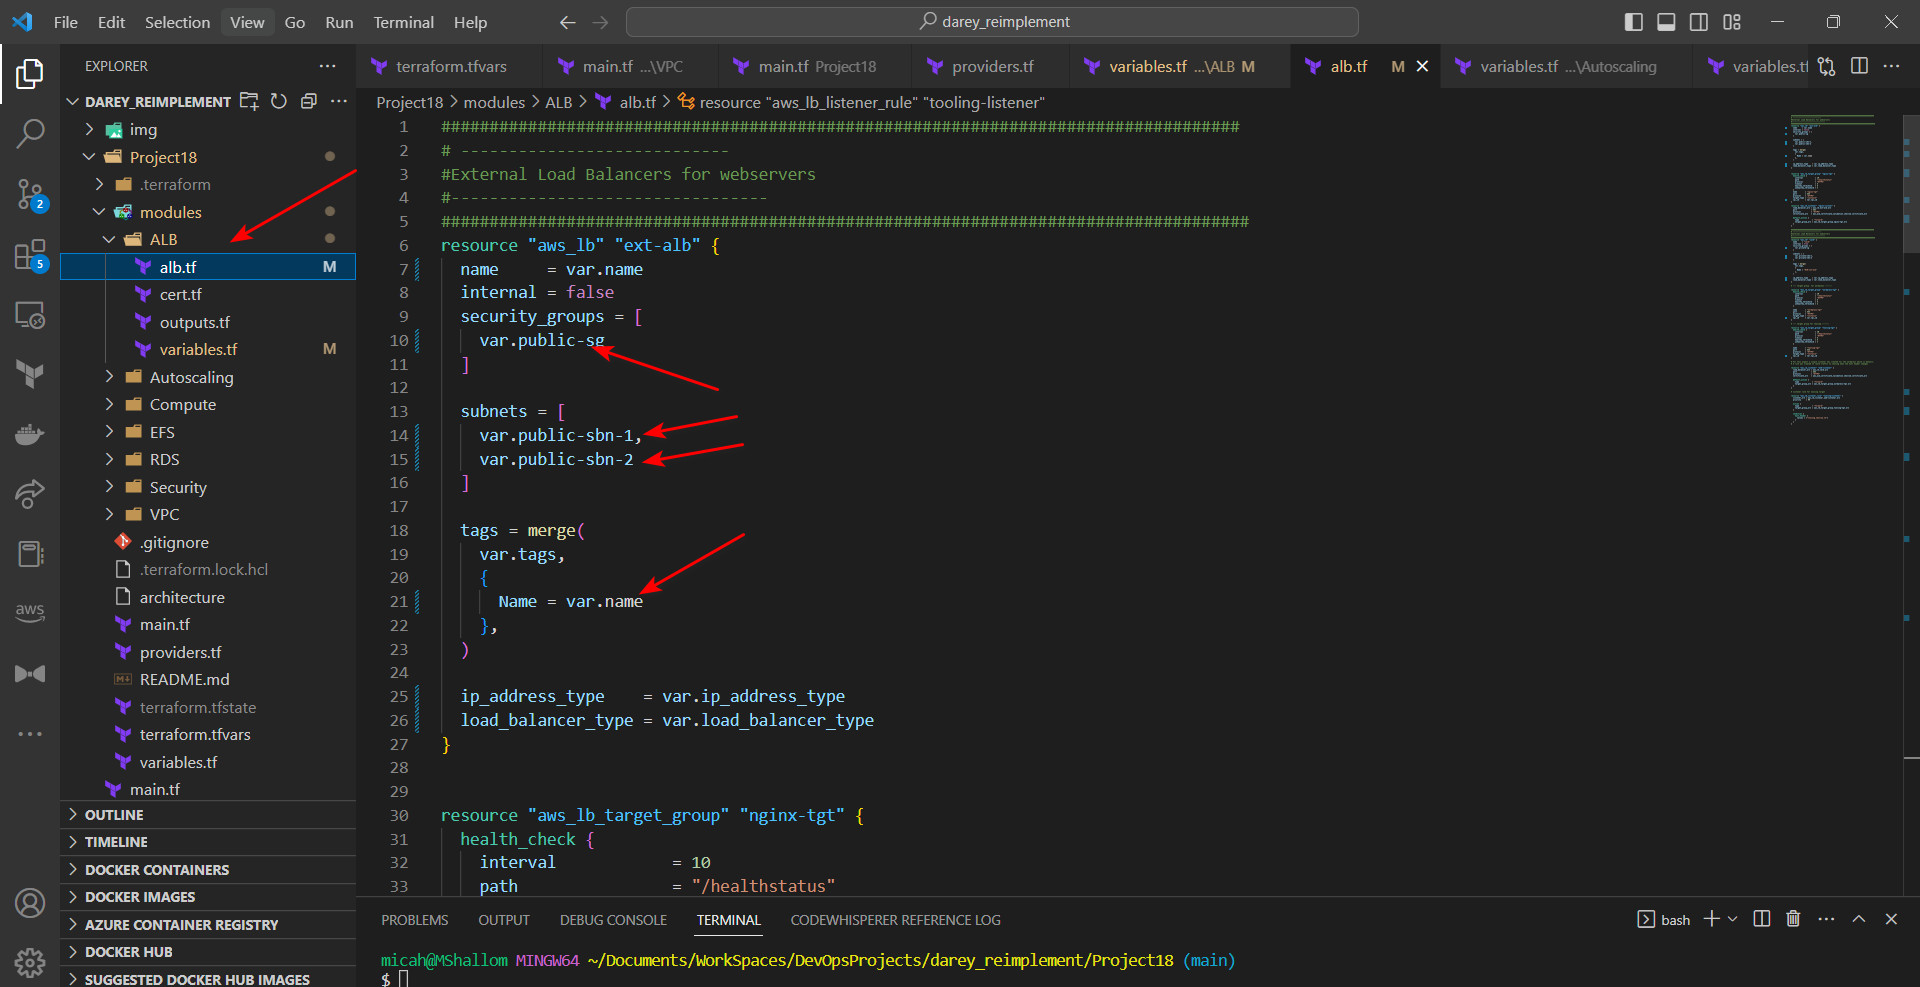 File Edit Selection View Go Run Terminal Help
darey_reimplement
EXPLORER
DAREY_REIMPLEMENT
img
Project18
.terraform
modules
ALB
alb.tf M
cert.tf
outputs.tf
variables.tf M
Autoscaling
Compute
EFS
RDS
Security
VPC
.gitignore
.terraform.lock.hcl
architecture
main.tf
providers.tf
README.md
terraform.tfstate
terraform.tfvars
variables.tf
main.tf
OUTLINE
TIMELINE
DOCKER CONTAINERS
DOCKER IMAGES
AZURE CONTAINER REGISTRY
DOCKER HUB
SUGGESTED DOCKER HUB IMAGES
2
5
aws
terraform.tfvars main.tf ...\VPC main.tf Project18 providers.tf variables.tf ...\ALB M alb.tf M variables.tf ...\Autoscaling variables.tf
Project18 > modules > ALB > alb.tf > resource "aws_lb_listener_rule" "tooling-listener"
1 ###################################################################################
2 # ----------------------------
3 #External Load Balancers for webservers
4 #---------------------------------
5 ####################################################################################
6 resource "aws_lb" "ext-alb" {
7 name     = var.name
8 internal = false
9 security_groups = [
10 var.public-sg
11 ]
12
13 subnets = [
14 var.public-sbn-1,
15 var.public-sbn-2
16 ]
17
18 tags = merge(
19 var.tags,
20 {
21 Name = var.name
22 },
23 )
24
25 ip_address_type    = var.ip_address_type
26 load_balancer_type = var.load_balancer_type
27 }
28
29
30 resource "aws_lb_target_group" "nginx-tgt" {
31 health_check {
32 interval            = 10
33 path                = "/healthstatus"
PROBLEMS OUTPUT DEBUG CONSOLE TERMINAL CODEWHISPERER REFERENCE LOG
bash
micah@MShallom MINGW64 ~/Documents/WorkSpaces/DevOpsProjects/darey_reimplement/Project18 (main)
$